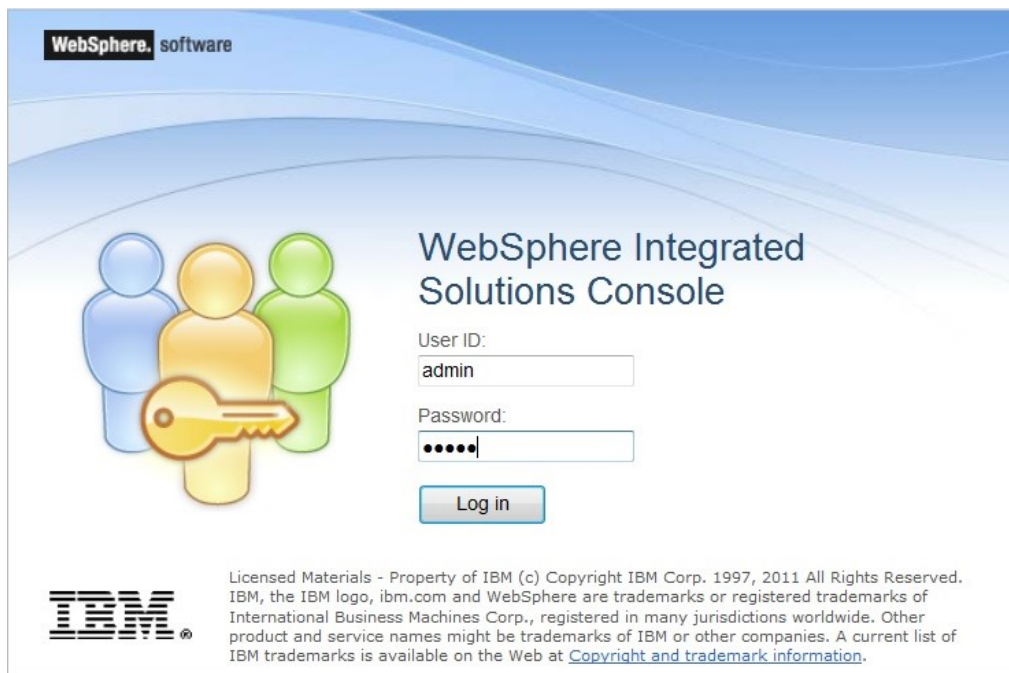 WebSphere. software
WebSphere Integrated
Solutions Console
User ID:
admin
Password:
•••••
Log in
Licensed Materials - Property of IBM (c) Copyright IBM Corp. 1997, 2011 All Rights Reserved.
IBM, the IBM logo, ibm.com and WebSphere are trademarks or registered trademarks of
International Business Machines Corp., registered in many jurisdictions worldwide. Other
product and service names might be trademarks of IBM or other companies. A current list of
IBM trademarks is available on the Web at Copyright and trademark information.
IBM®